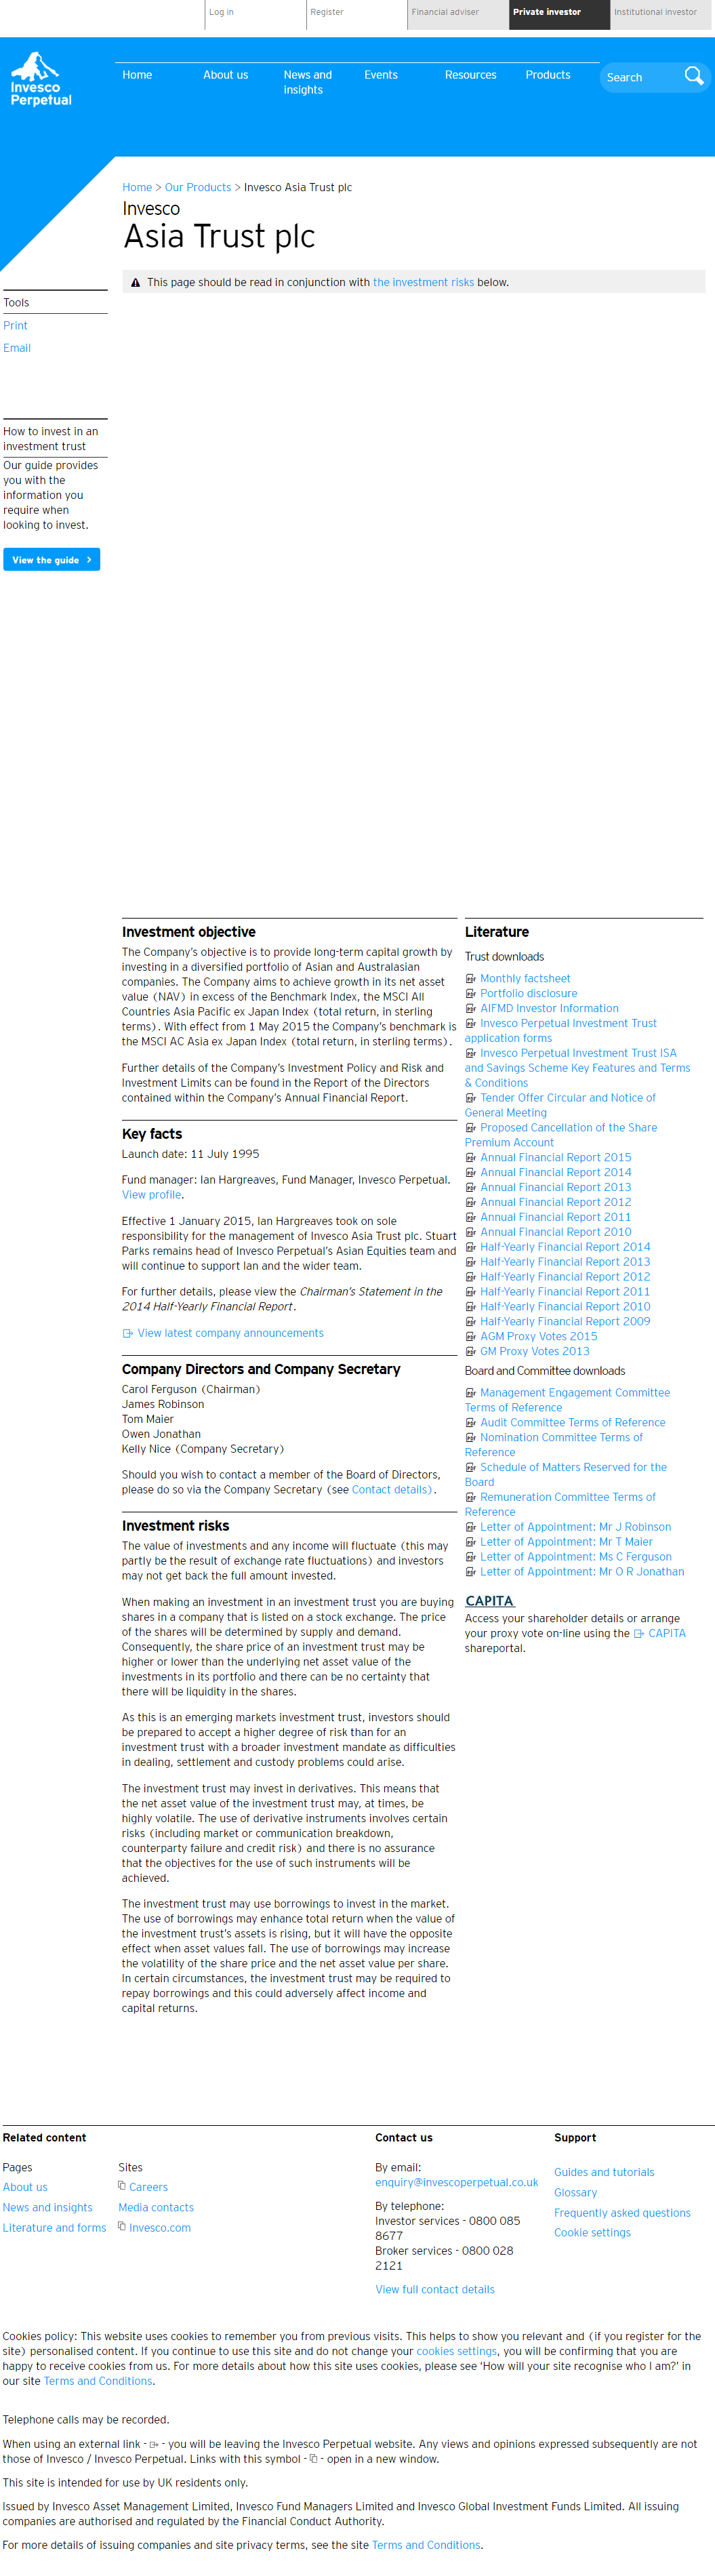 Log in
Register
Financial adviser
Private investor
Institutional investor
Invesco
Perpetual
Home
About us
News and
insights
Events
Resources
Products
Search
Home > Our Products > Invesco Asia Trust plc
Invesco
Asia Trust plc
This page should be read in conjunction with the investment risks below.
Tools
Print
Email
How to invest in an
investment trust
Our guide provides
you with the
information you
require when
looking to invest.
View the guide >
Investment objective
The Company's objective is to provide long-term capital growth by
investing in a diversified portfolio of Asian and Australasian
companies. The Company aims to achieve growth in its net asset
value (NAV) in excess of the Benchmark Index, the MSCI All
Countries Asia Pacific ex Japan Index (total return, in sterling
terms). With effect from 1 May 2015 the Company's benchmark is
the MSCI AC Asia ex Japan Index (total return, in sterling terms).
Further details of the Company's Investment Policy and Risk and
Investment Limits can be found in the Report of the Directors
contained within the Company's Annual Financial Report.
Key facts
Launch date: 11 July 1995
Fund manager: Ian Hargreaves, Fund Manager, Invesco Perpetual.
View profile.
Effective 1 January 2015, Ian Hargreaves took on sole
responsibility for the management of Invesco Asia Trust plc. Stuart
Parks remains head of Invesco Perpetual's Asian Equities team and
will continue to support Ian and the wider team.
For further details, please view the Chairman's Statement in the
2014 Half-Yearly Financial Report.
View latest company announcements
Company Directors and Company Secretary
Carol Ferguson (Chairman)
James Robinson
Tom Maier
Owen Jonathan
Kelly Nice (Company Secretary)
Should you wish to contact a member of the Board of Directors,
please do so via the Company Secretary (see Contact details).
Investment risks
The value of investments and any income will fluctuate (this may
partly be the result of exchange rate fluctuations) and investors
may not get back the full amount invested.
When making an investment in an investment trust you are buying
shares in a company that is listed on a stock exchange. The price
of the shares will be determined by supply and demand.
Consequently, the share price of an investment trust may be
higher or lower than the underlying net asset value of the
investments in its portfolio and there can be no certainty that
there will be liquidity in the shares.
As this is an emerging markets investment trust, investors should
be prepared to accept a higher degree of risk than for an
investment trust with a broader investment mandate as difficulties
in dealing, settlement and custody problems could arise.
The investment trust may invest in derivatives. This means that
the net asset value of the investment trust may, at times, be
highly volatile. The use of derivative instruments involves certain
risks (including market or communication breakdown,
counterparty failure and credit risk) and there is no assurance
that the objectives for the use of such instruments will be
achieved.
The investment trust may use borrowings to invest in the market.
The use of borrowings may enhance total return when the value of
the investment trust's assets is rising, but it will have the opposite
effect when asset values fall. The use of borrowings may increase
the volatility of the share price and the net asset value per share.
In certain circumstances, the investment trust may be required to
repay borrowings and this could adversely affect income and
capital returns.
Literature
Trust downloads
Monthly factsheet
Portfolio disclosure
AIFMD Investor Information
Invesco Perpetual Investment Trust
application forms
Invesco Perpetual Investment Trust ISA
and Savings Scheme Key Features and Terms
& Conditions
Tender Offer Circular and Notice of
General Meeting
Proposed Cancellation of the Share
Premium Account
Annual Financial Report 2015
Annual Financial Report 2014
Annual Financial Report 2013
Annual Financial Report 2012
Annual Financial Report 2011
Annual Financial Report 2010
Half-Yearly Financial Report 2014
Half-Yearly Financial Report 2013
Half-Yearly Financial Report 2012
Half-Yearly Financial Report 2011
Half-Yearly Financial Report 2010
Half-Yearly Financial Report 2009
AGM Proxy Votes 2015
GM Proxy Votes 2013
Board and Committee downloads
Management Engagement Committee
Terms of Reference
Audit Committee Terms of Reference
Nomination Committee Terms of
Reference
Schedule of Matters Reserved for the
Board
Remuneration Committee Terms of
Reference
Letter of Appointment: Mr J Robinson
Letter of Appointment: Mr T Maier
Letter of Appointment: Ms C Ferguson
Letter of Appointment: Mr O R Jonathan
CAPITA
Access your shareholder details or arrange
your proxy vote on-line using the CAPITA
shareportal.
Related content
Pages
About us
News and insights
Literature and forms
Sites
Careers
Media contacts
Invesco.com
Contact us
By email:
enquiry@invescoperpetual.co.uk
By telephone:
Investor services - 0800 085
8677
Broker services - 0800 028
2121
View full contact details
Support
Guides and tutorials
Glossary
Frequently asked questions
Cookie settings
Cookies policy: This website uses cookies to remember you from previous visits. This helps to show you relevant and (if you register for the
site) personalised content. If you continue to use this site and do not change your cookies settings, you will be confirming that you are
happy to receive cookies from us. For more details about how this site uses cookies, please see 'How will your site recognise who I am?' in
our site Terms and Conditions.
Telephone calls may be recorded.
When using an external link - - you will be leaving the Invesco Perpetual website. Any views and opinions expressed subsequently are not
those of Invesco / Invesco Perpetual. Links with this symbol - - open in a new window.
This site is intended for use by UK residents only.
Issued by Invesco Asset Management Limited, Invesco Fund Managers Limited and Invesco Global Investment Funds Limited. All issuing
companies are authorised and regulated by the Financial Conduct Authority.
For more details of issuing companies and site privacy terms, see the site Terms and Conditions.